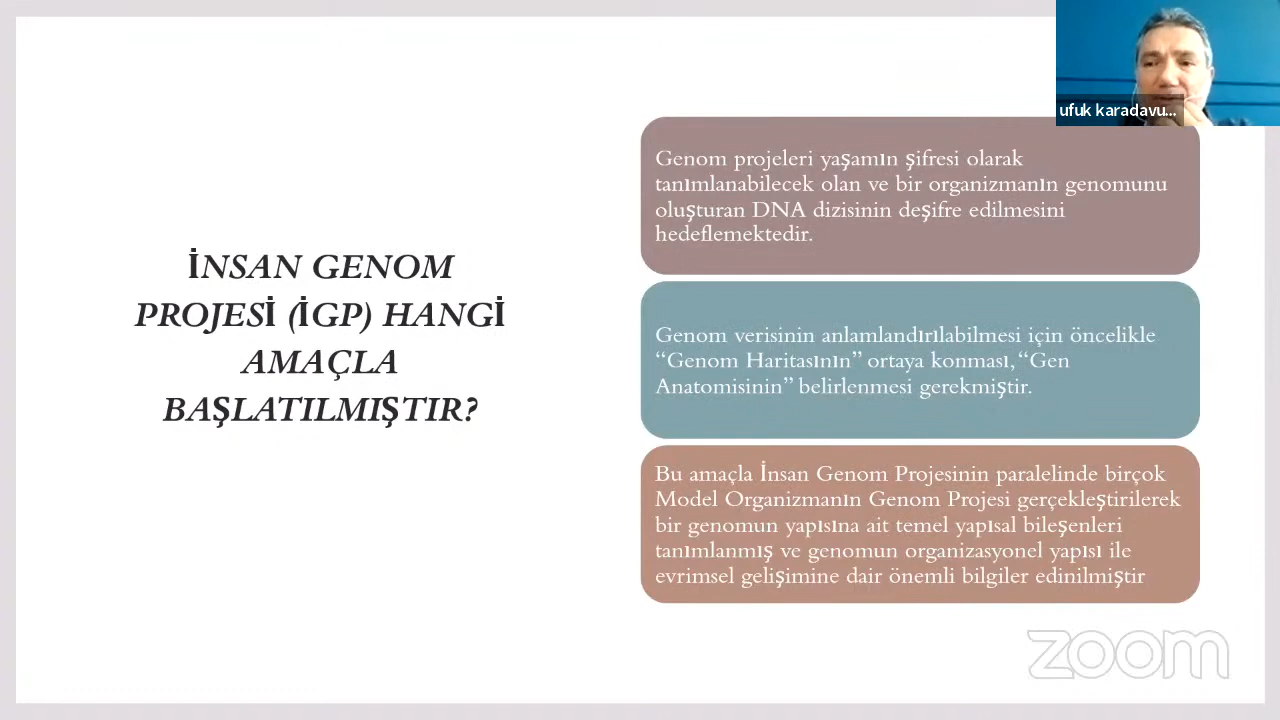 ufuk karadavu...
İNSAN GENOM
PROJESİ (İGP) HANGİ
AMAÇLA
BAŞLATILMIŞTIR?
Genom projeleri yaşamın şifresi olarak
tanımlanabilecek olan ve bir organizmanın genomunu
oluşturan DNA dizisinin deşifre edilmesini
hedeflemektedir.
Genom verisinin anlamlandırılabilmesi için öncelikle
“Genom Haritasının” ortaya konması, “Gen
Anatomisinin” belirlenmesi gerekmiştir.
Bu amaçla İnsan Genom Projesinin paralelinde birçok
Model Organizmanın Genom Projesi gerçekleştirilerek
bir genomun yapısına ait temel yapısal bileşenleri
tanımlanmış ve genomun organizasyonel yapısı ile
evrimsel gelişimine dair önemli bilgiler edinilmiştir
zoom